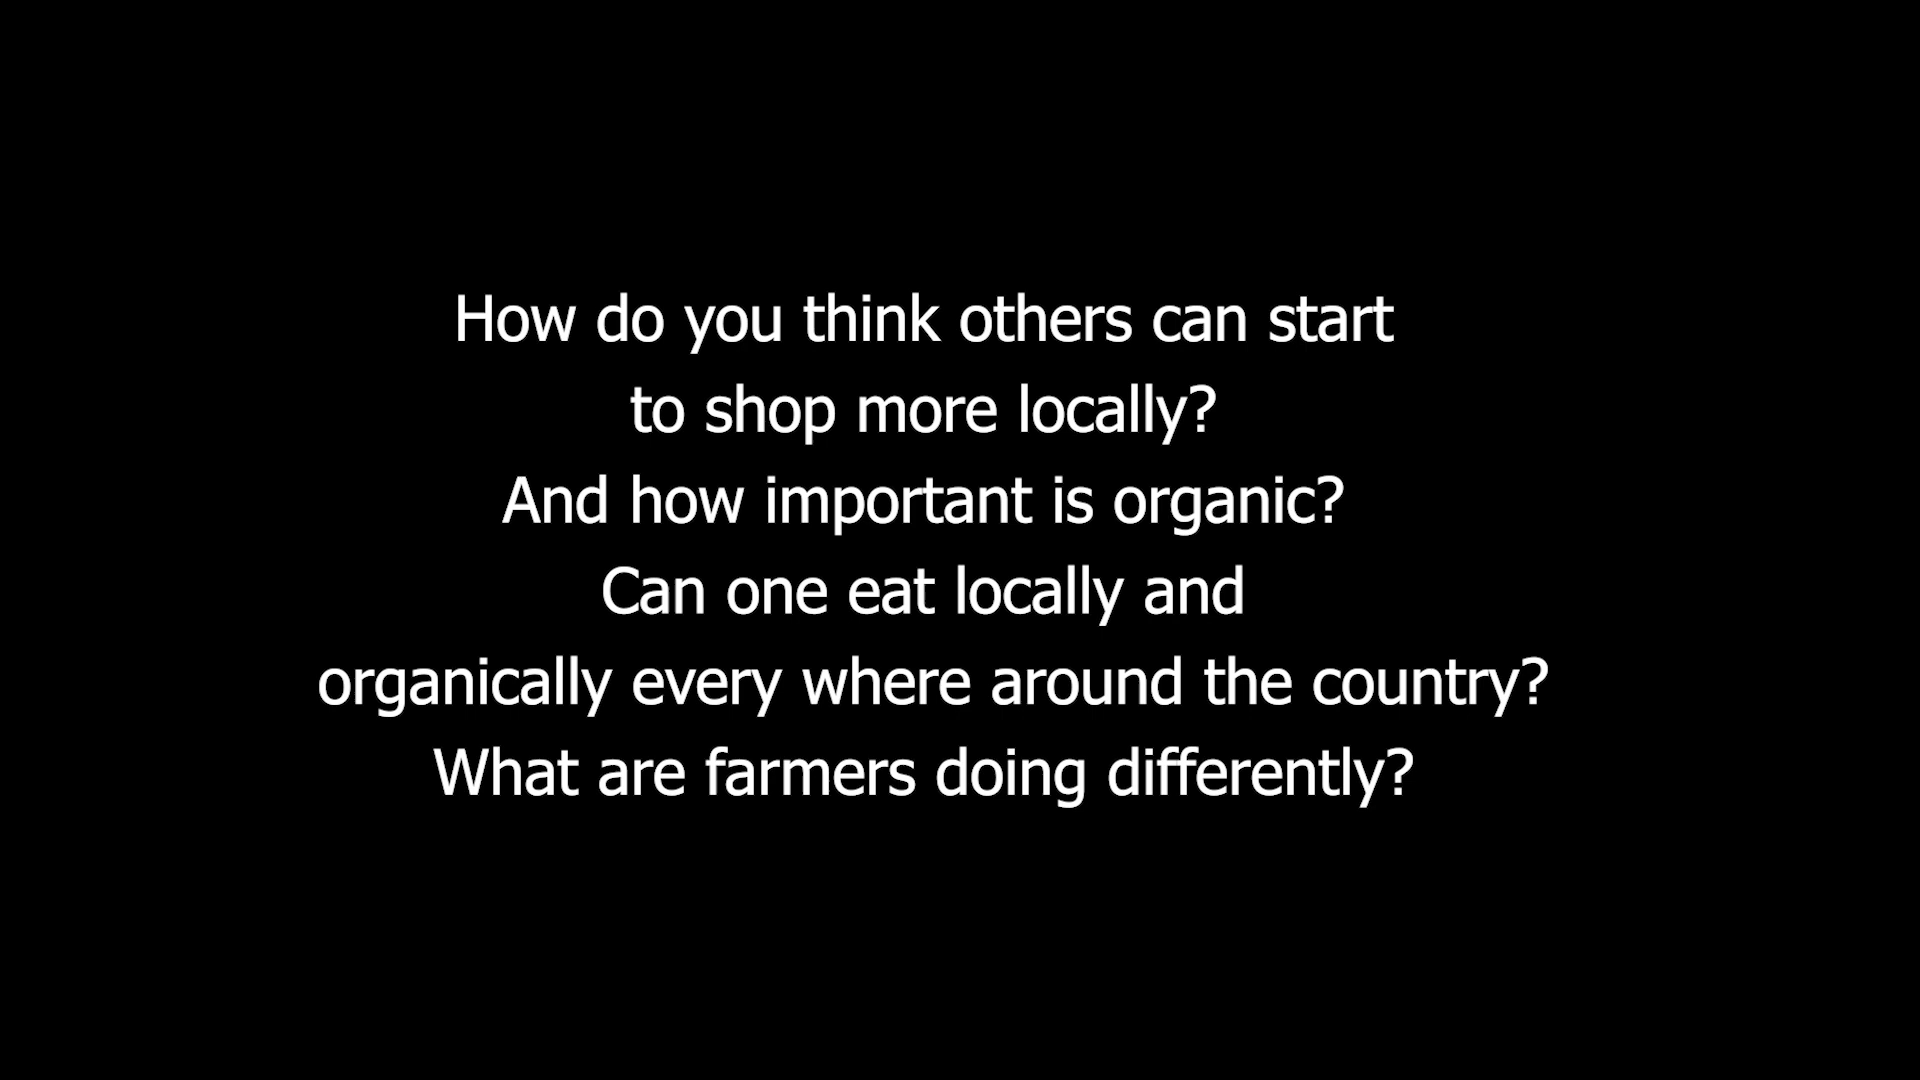 How do you think others can start
to shop more locally?
And how important is organic?
Can one eat locally and
organically every where around the country?
What are farmers doing differently?